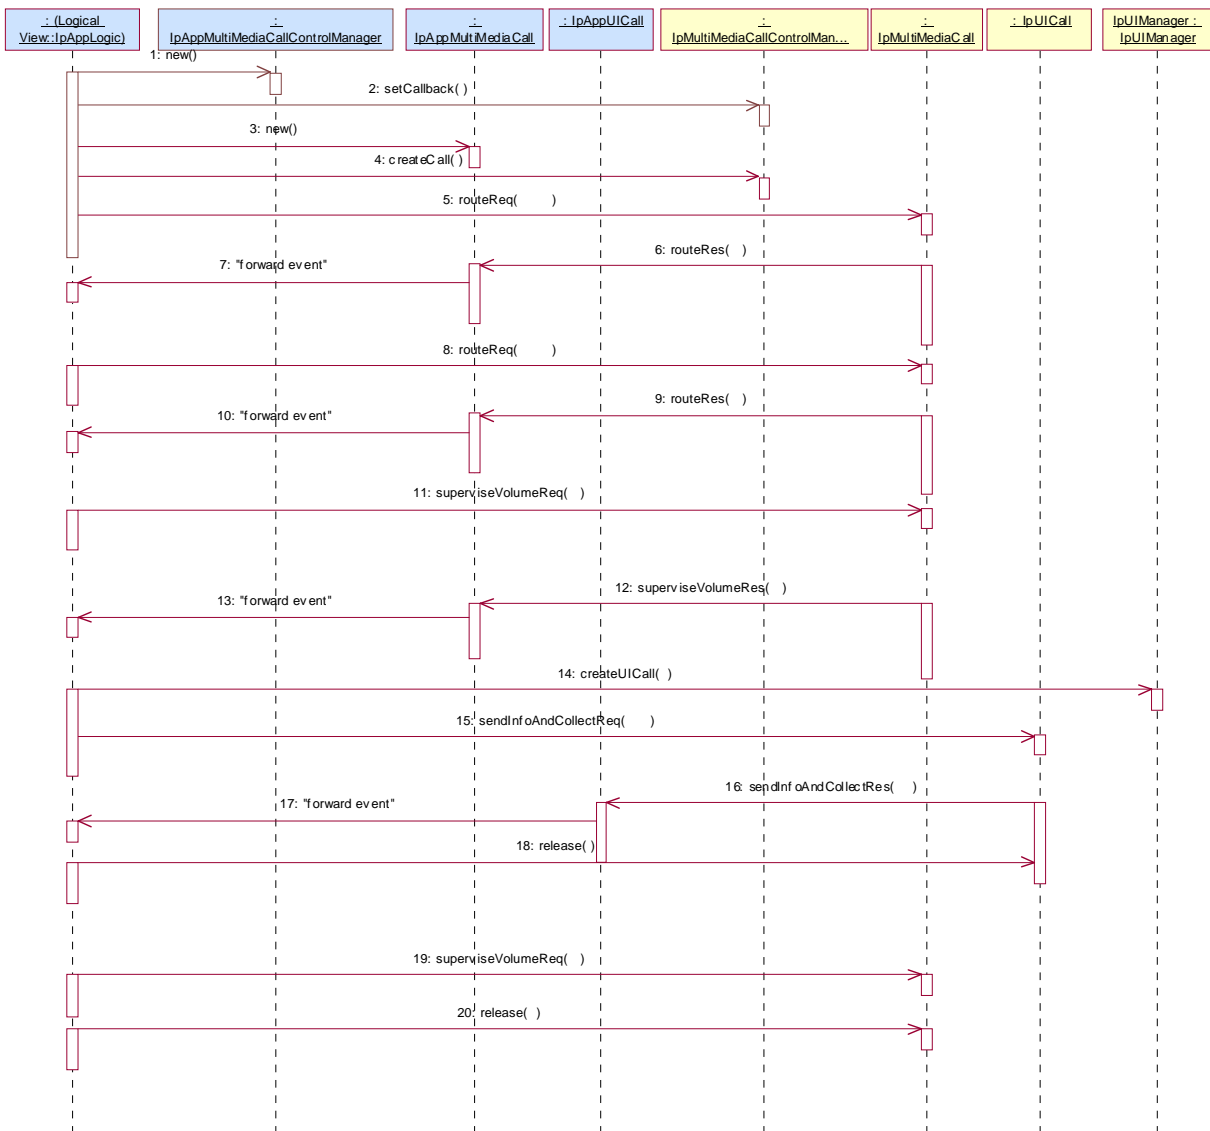 : (Logical
View::IpAppLogic)
:
IpAppMultiMediaCallControlManager
:
IpAppMultiMediaCall
: IpAppUICall
:
IpMultiMediaCallControlMan...
:
IpMultiMediaCall
: IpUICall
IpUIManager :
IpUIManager
1: new()
2: setCallback( )
3: new()
4: createCall( )
5: routeReq( )
6: routeRes( )
7: "forward event"
8: routeReq( )
9: routeRes( )
10: "forward event"
11: superviseVolumeReq( )
12: superviseVolumeRes( )
13: "forward event"
14: createUICall( )
15: sendInfoAndCollectReq( )
16: sendInfoAndCollectRes( )
17: "forward event"
18: release( )
19: superviseVolumeReq( )
20: release( )